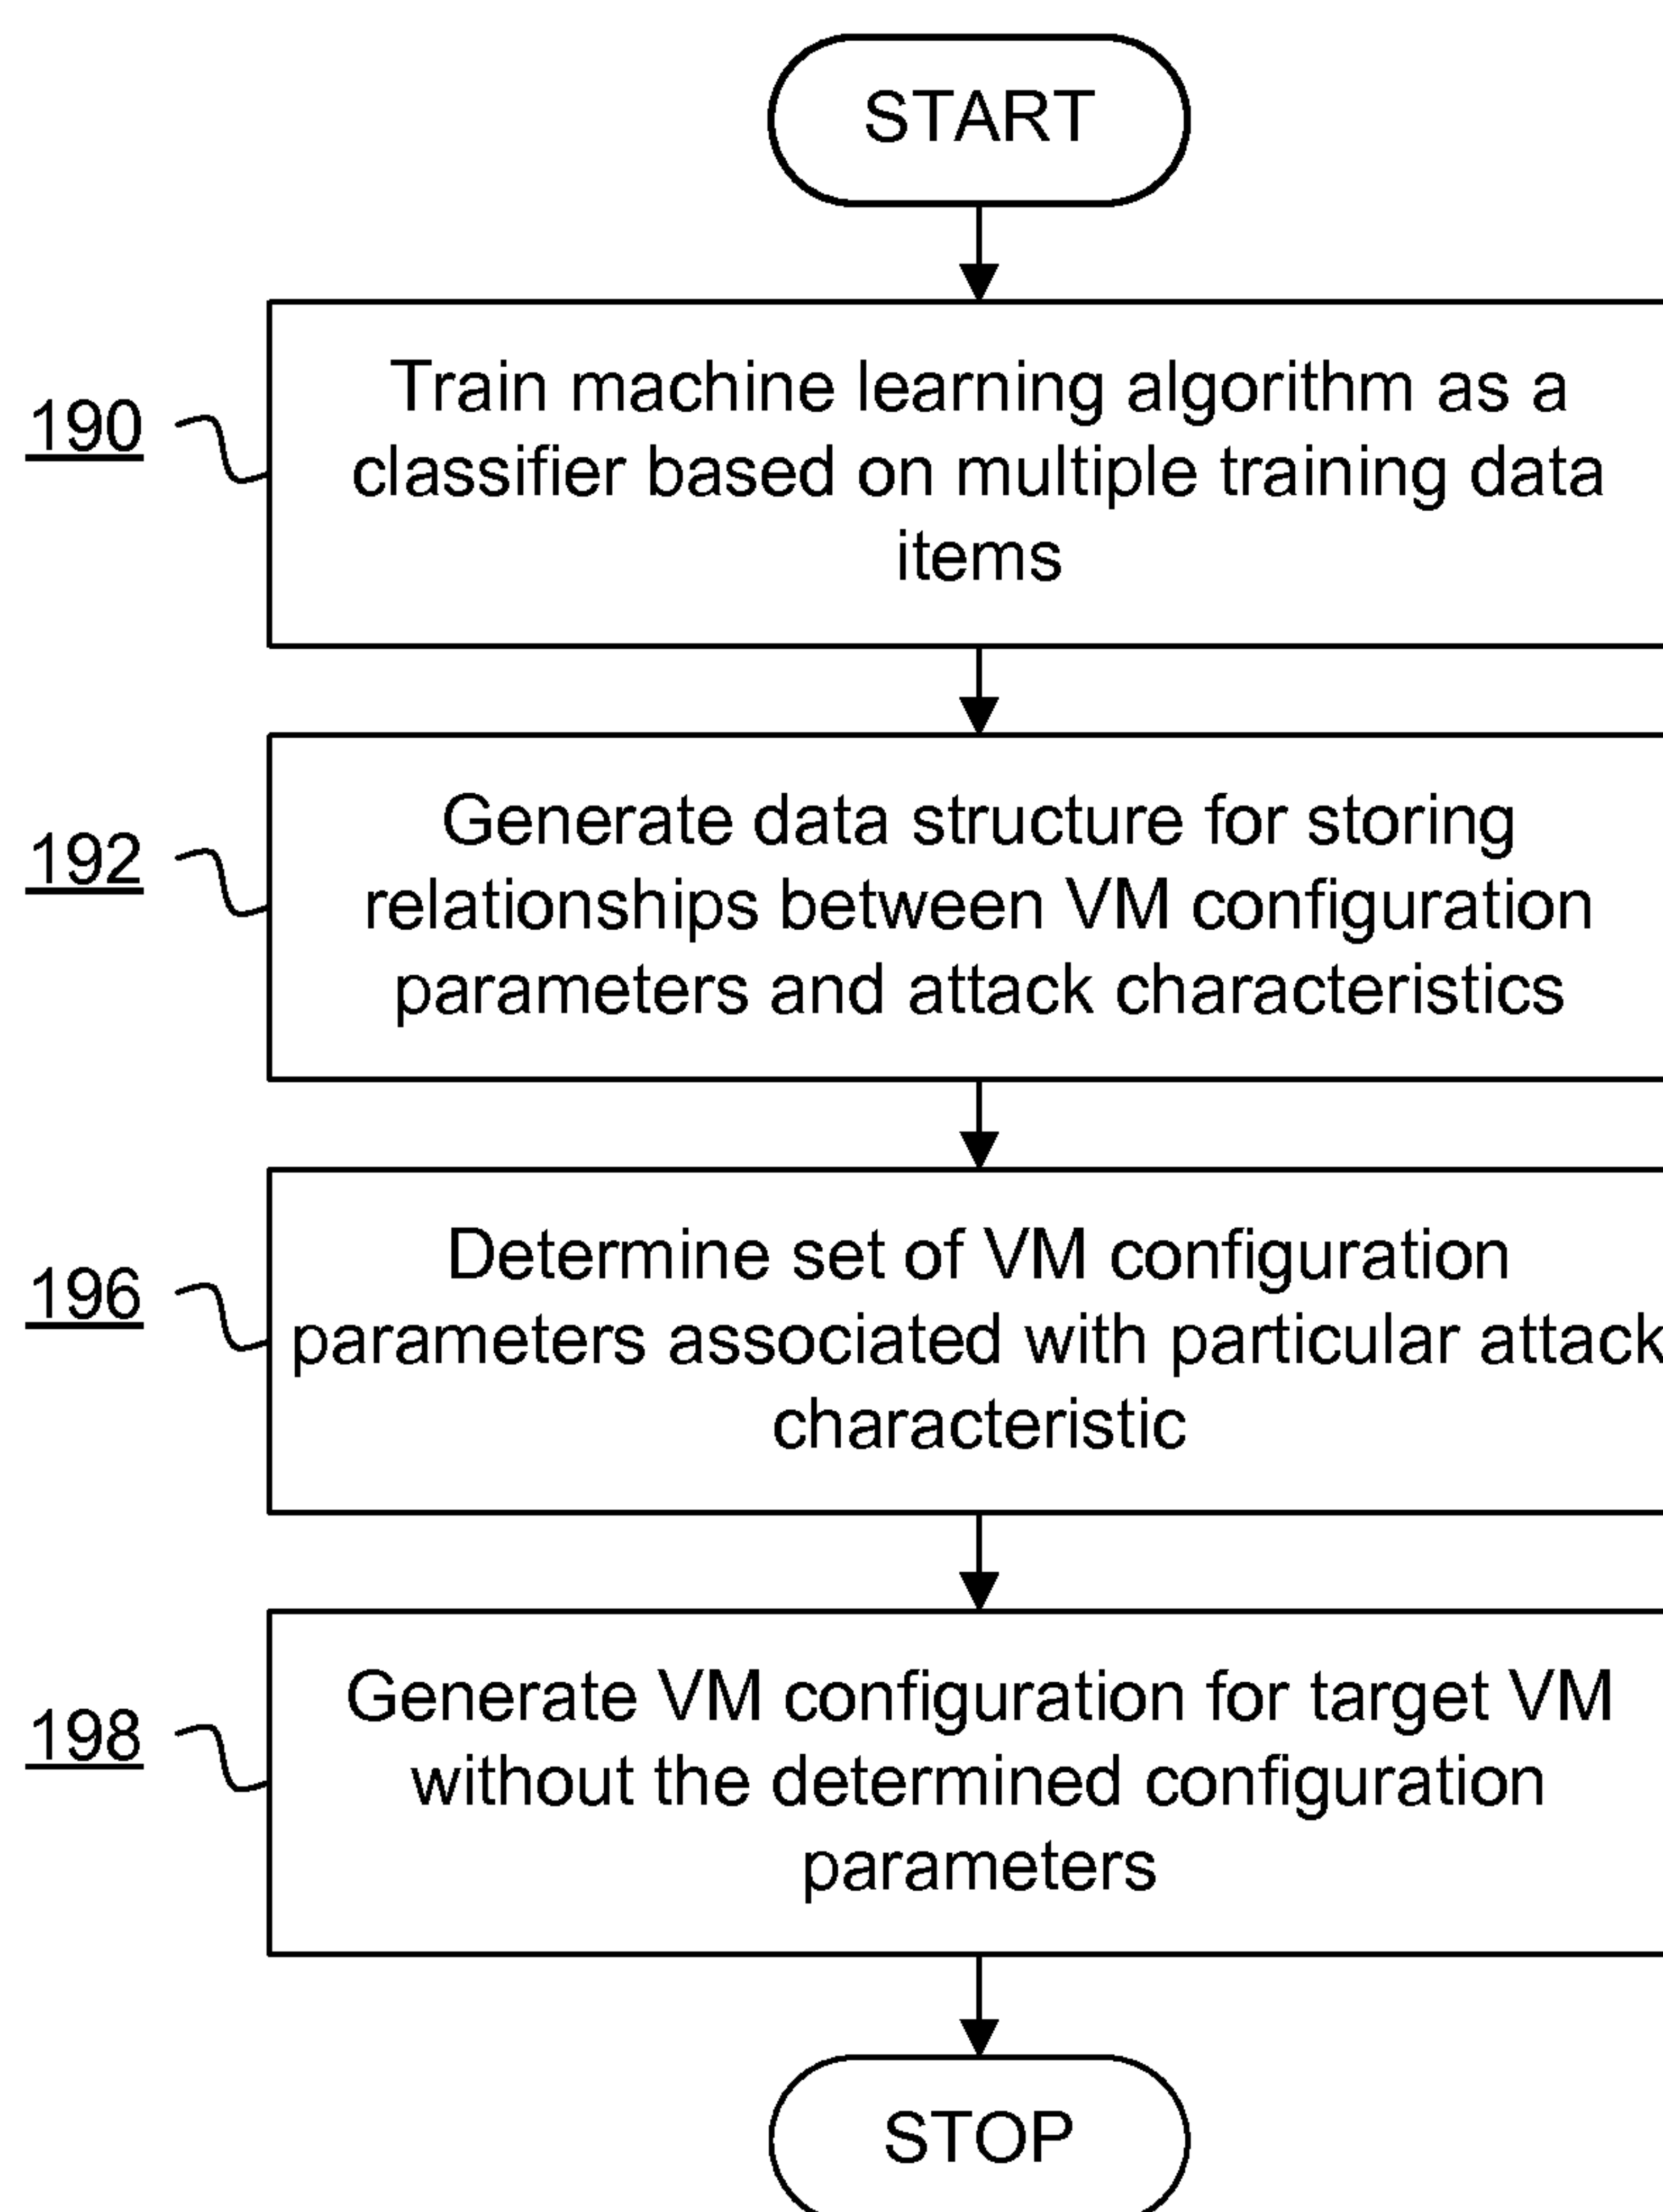 START
190
Train machine learning algorithm as a
classifier based on multiple training data
items
192
Generate data structure for storing
relationships between VM configuration
parameters and attack characteristics
196
Determine set of VM configuration
parameters associated with particular attack
characteristic
198
Generate VM configuration for target VM
without the determined configuration
parameters
STOP